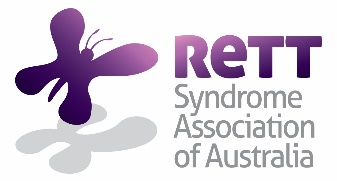 ReTT
Syndrome
Association
of Australia